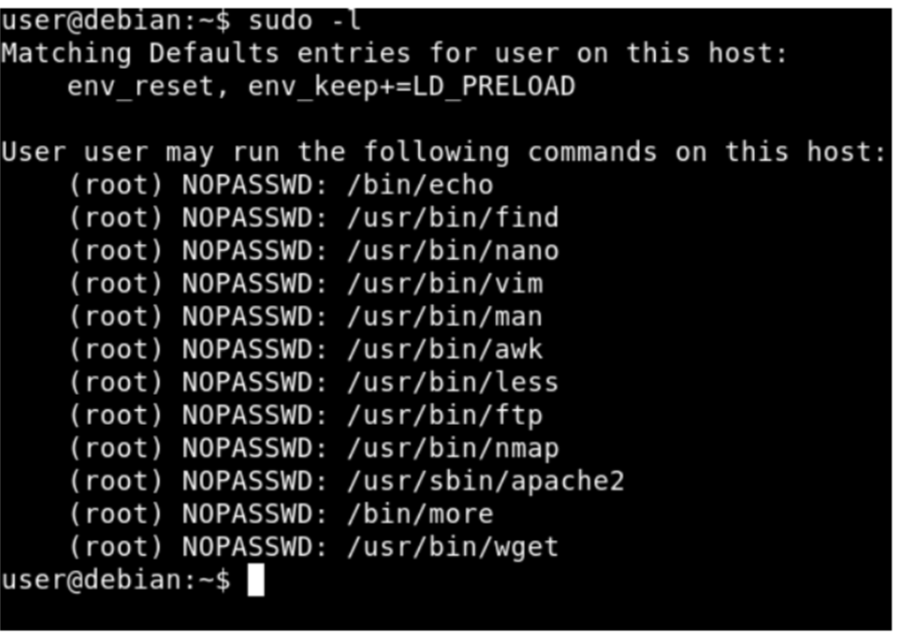 user@debian:~$ sudo -l
Matching Defaults entries for user on this host:
    env_reset, env_keep+=LD_PRELOAD

User user may run the following commands on this host:
    (root) NOPASSWD: /bin/echo
    (root) NOPASSWD: /usr/bin/find
    (root) NOPASSWD: /usr/bin/nano
    (root) NOPASSWD: /usr/bin/vim
    (root) NOPASSWD: /usr/bin/man
    (root) NOPASSWD: /usr/bin/awk
    (root) NOPASSWD: /usr/bin/less
    (root) NOPASSWD: /usr/bin/ftp
    (root) NOPASSWD: /usr/bin/nmap
    (root) NOPASSWD: /usr/sbin/apache2
    (root) NOPASSWD: /bin/more
    (root) NOPASSWD: /usr/bin/wget
user@debian:~$